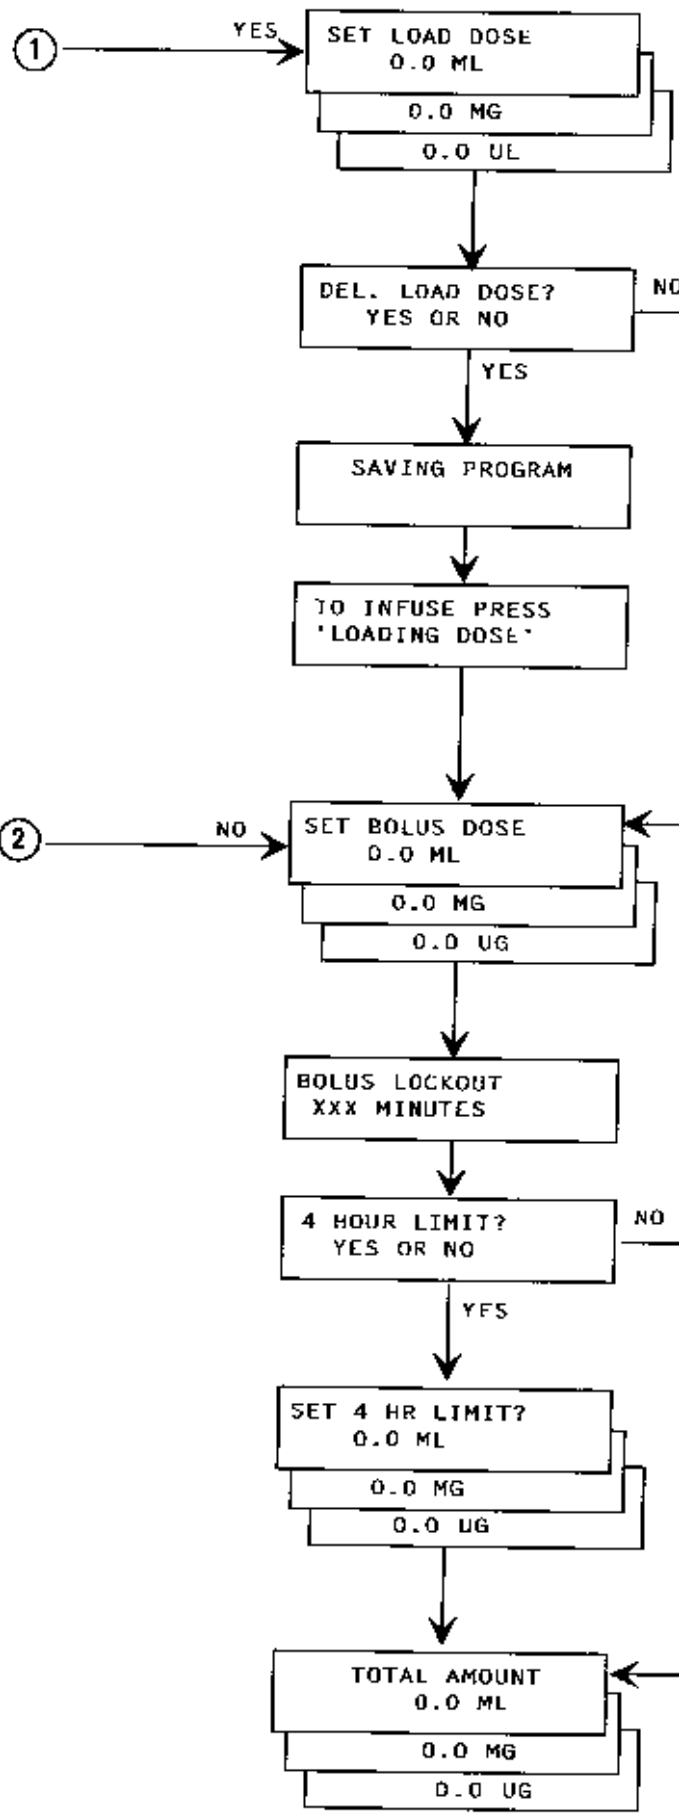 1
YES
SET LOAD DOSE
0.0 ML
0.0 MG
0.0 UL
DEL. LOAD DOSE?
YES OR NO
NO
YES
SAVING PROGRAM
TO INFUSE PRESS
'LOADING DOSE'
2
NO
SET BOLUS DOSE
0.0 ML
0.0 MG
0.0 UG
BOLUS LOCKOUT
XXX MINUTES
4 HOUR LIMIT?
YES OR NO
NO
YES
SET 4 HR LIMIT?
0.0 ML
0.0 MG
0.0 UG
TOTAL AMOUNT
0.0 ML
0.0 MG
0.0 UG